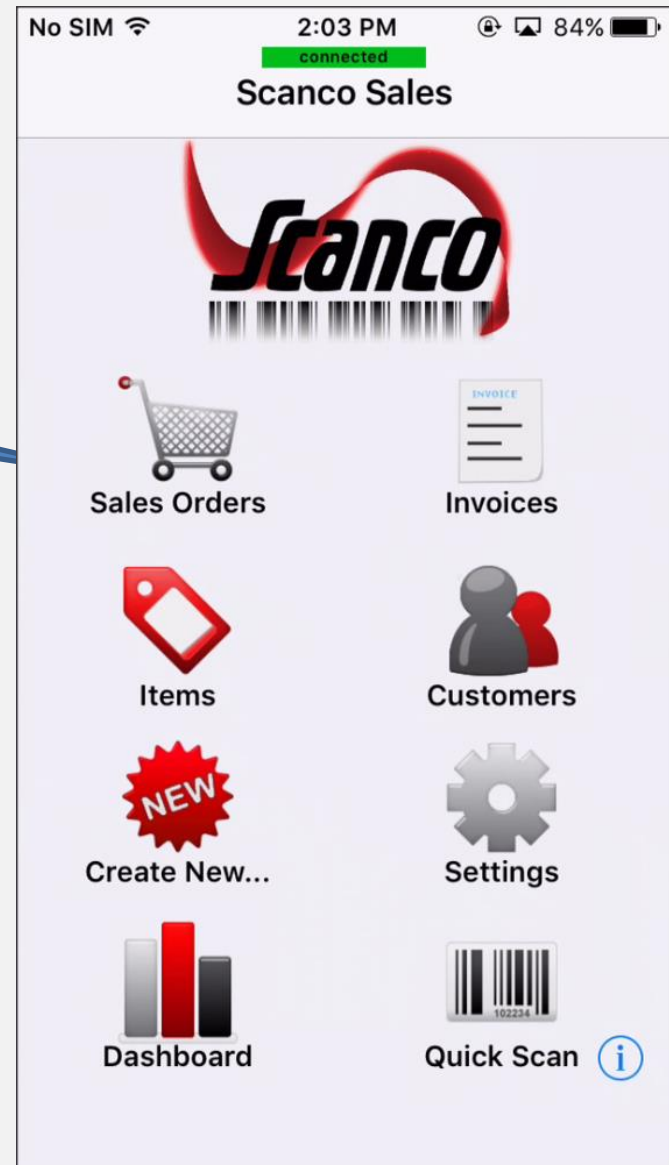 No SIM 2:03 PM 84%
connected
Scanco Sales
Scanco
INVOICE
Sales Orders Invoices
Items Customers
NEW
Create New... Settings
102234
Dashboard Quick Scan i